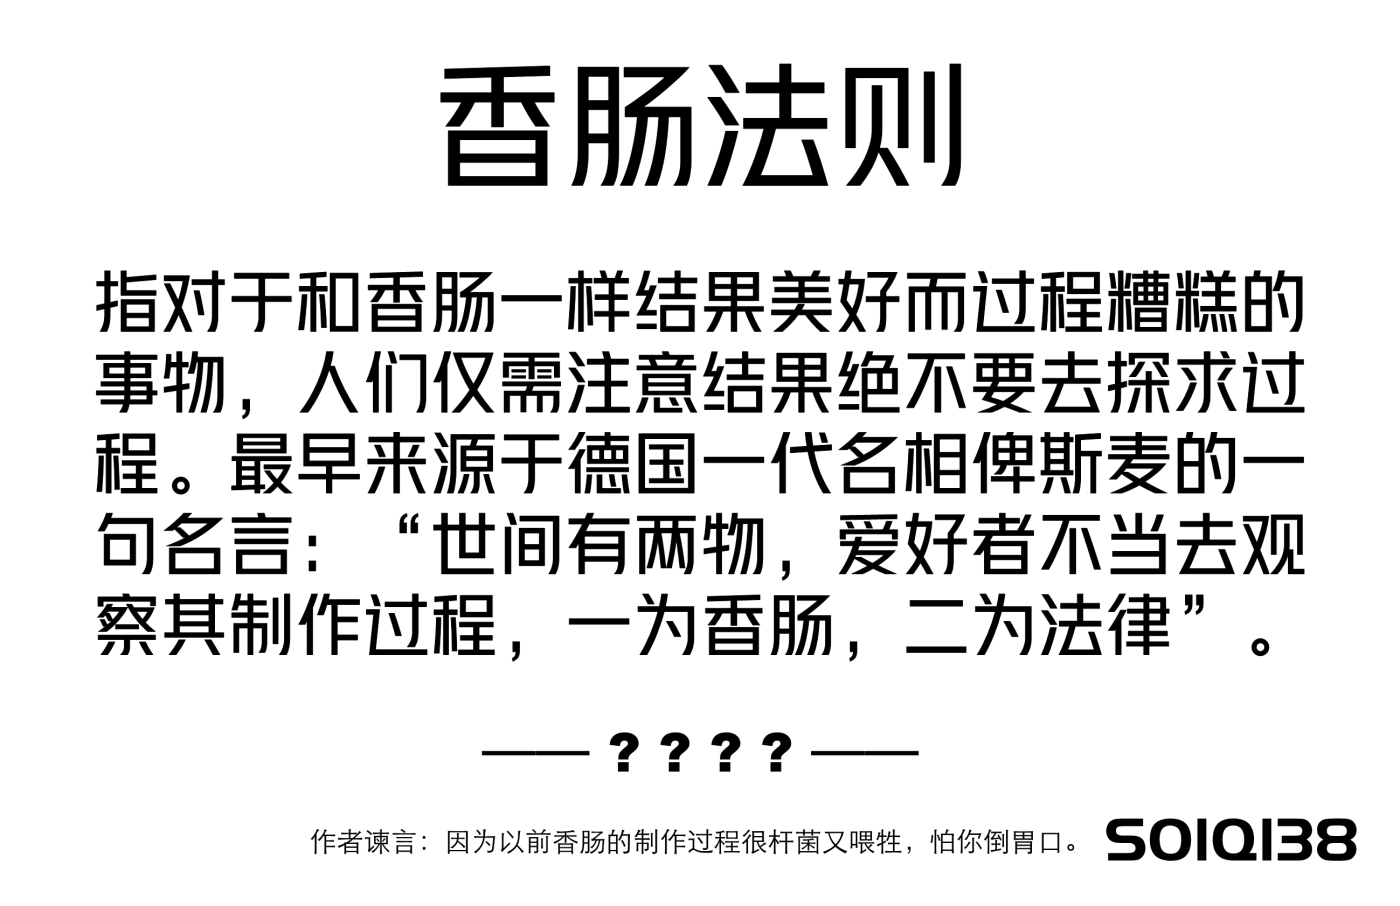 香肠法则
指对于和香肠一样结果美好而过程糟糕的
事物，人们仅需注意结果绝不要去探求过
程。最早来源于德国一代名相俾斯麦的一
句名言：“世间有两物，爱好者不当去观
察其制作过程，一为香肠，二为法律”。
——？？？？——
作者谏言：因为以前香肠的制作过程很杆菌又喂牲，怕你倒胃口。
SOIQI38